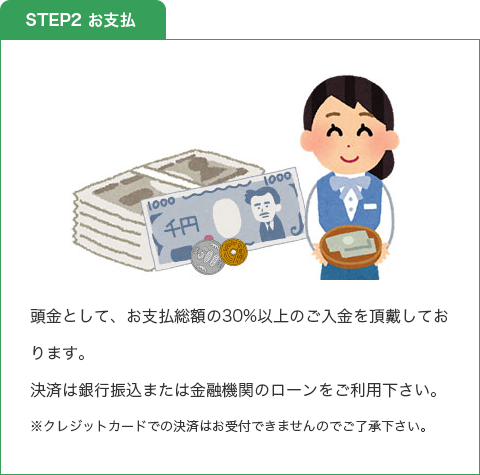 STEP2 お支払
1000
1000
千円
頭金として、お支払総額の30%以上のご入金を頂戴してお
ります。
決済は銀行振込または金融機関のローンをご利用下さい。
※クレジットカードでの決済はお受付できませんのでご了承下さい。